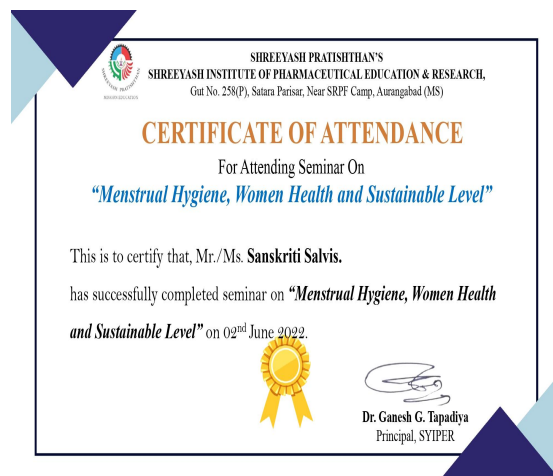 SHREEYASH PRATISHTHAN'S
SHREEYASH INSTITUTE OF PHARMACEUTICAL EDUCATION & RESEARCH,
Gut No. 258(P), Satara Parisar, Near SRPF Camp, Aurangabad (MS)
CERTIFICATE OF ATTENDANCE
For Attending Seminar On
“Menstrual Hygiene, Women Health and Sustainable Level”
This is to certify that, Mr./Ms. Sanskriti Salvis.
has successfully completed seminar on “Menstrual Hygiene, Women Health
and Sustainable Level” on 02nd June 2022.
Dr. Ganesh G. Tapadiya
Principal, SYIPER